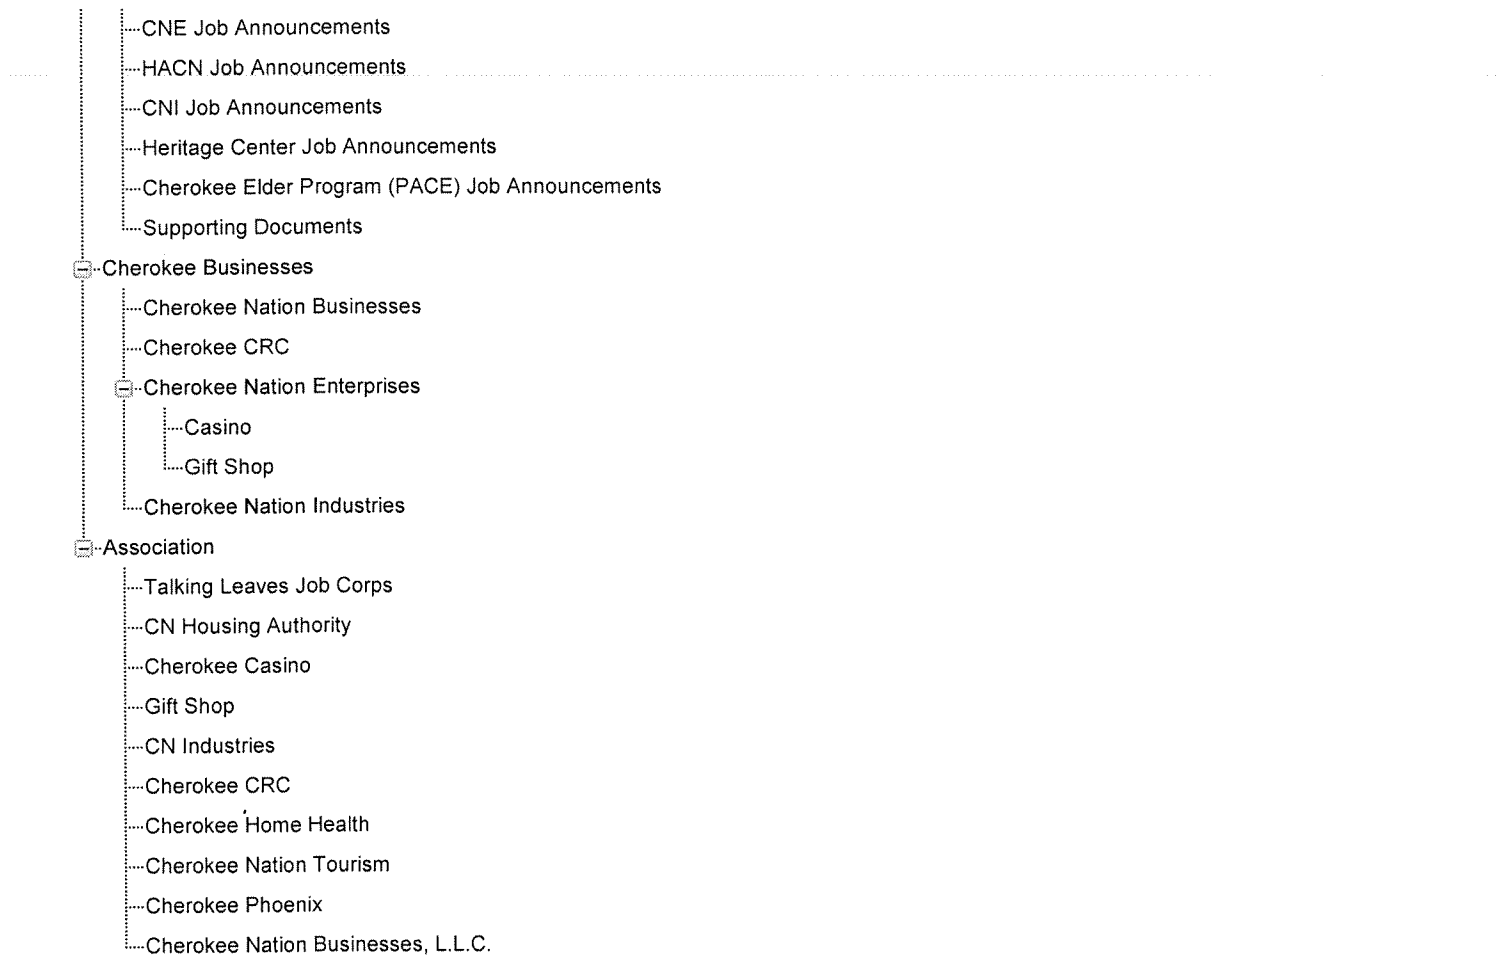 CNE Job Announcements
HACN Job Announcements
CNI Job Announcements
Heritage Center Job Announcements
Cherokee Elder Program (PACE) Job Announcements
Supporting Documents
Cherokee Businesses
Cherokee Nation Businesses
Cherokee CRC
Cherokee Nation Enterprises
Casino
Gift Shop
Cherokee Nation Industries
Association
Talking Leaves Job Corps
CN Housing Authority
Cherokee Casino
Gift Shop
CN Industries
Cherokee CRC
Cherokee Home Health
Cherokee Nation Tourism
Cherokee Phoenix
Cherokee Nation Businesses, L.L.C.